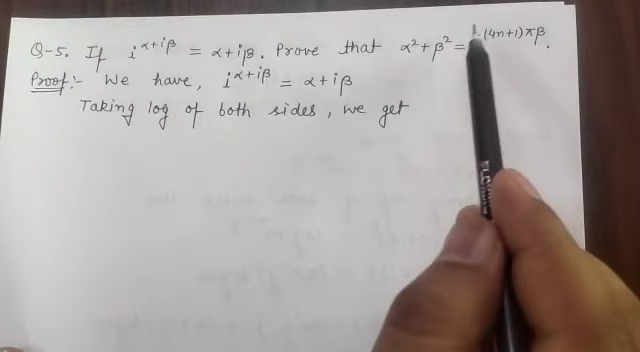 Q-5. If i^α+iβ = α+iβ. Prove that α²+β² = (4n+1)πβ.
Proof:- We have, i^α+iβ = α+iβ
Taking log of both sides, we get